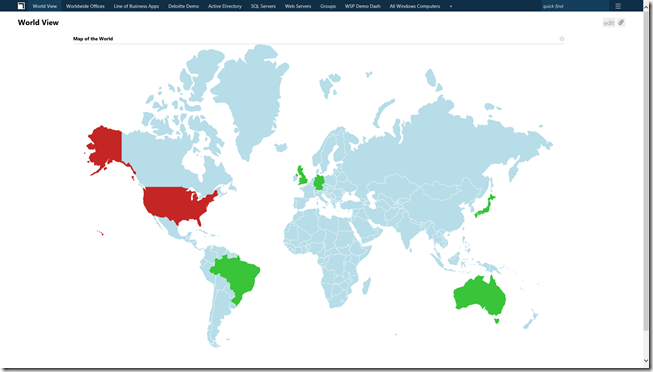 World View Worldwide Offices Line of Business Apps Deloitte Demo Active Directory SQL Servers Web Servers Groups WSP Demo Dash All Windows Computers + quick find
World View
edit
Map of the World